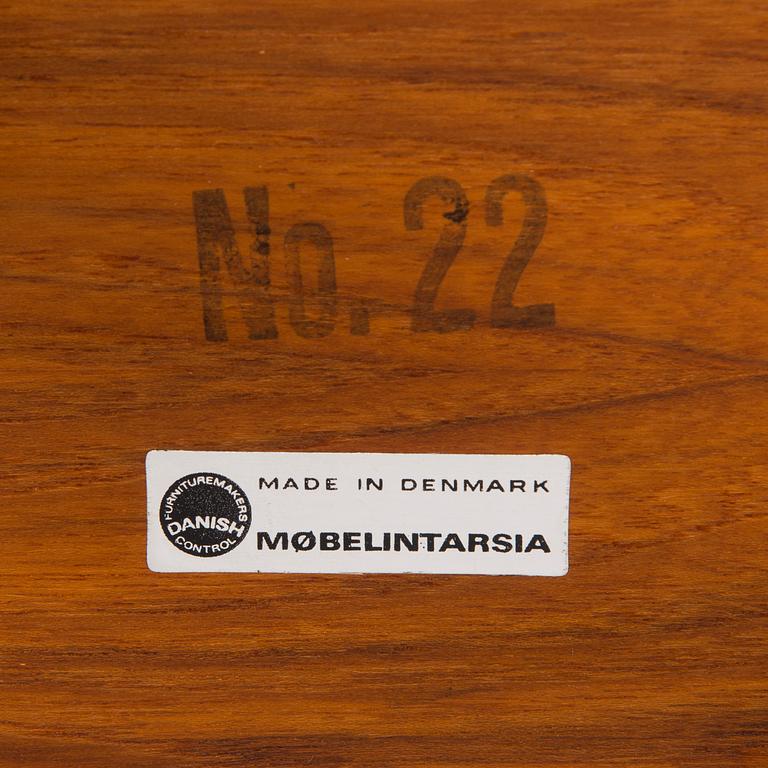 No. 22
FURNITUREMAKERS
DANISH
CONTROL
MADE IN DENMARK
MØBELINTARSIA